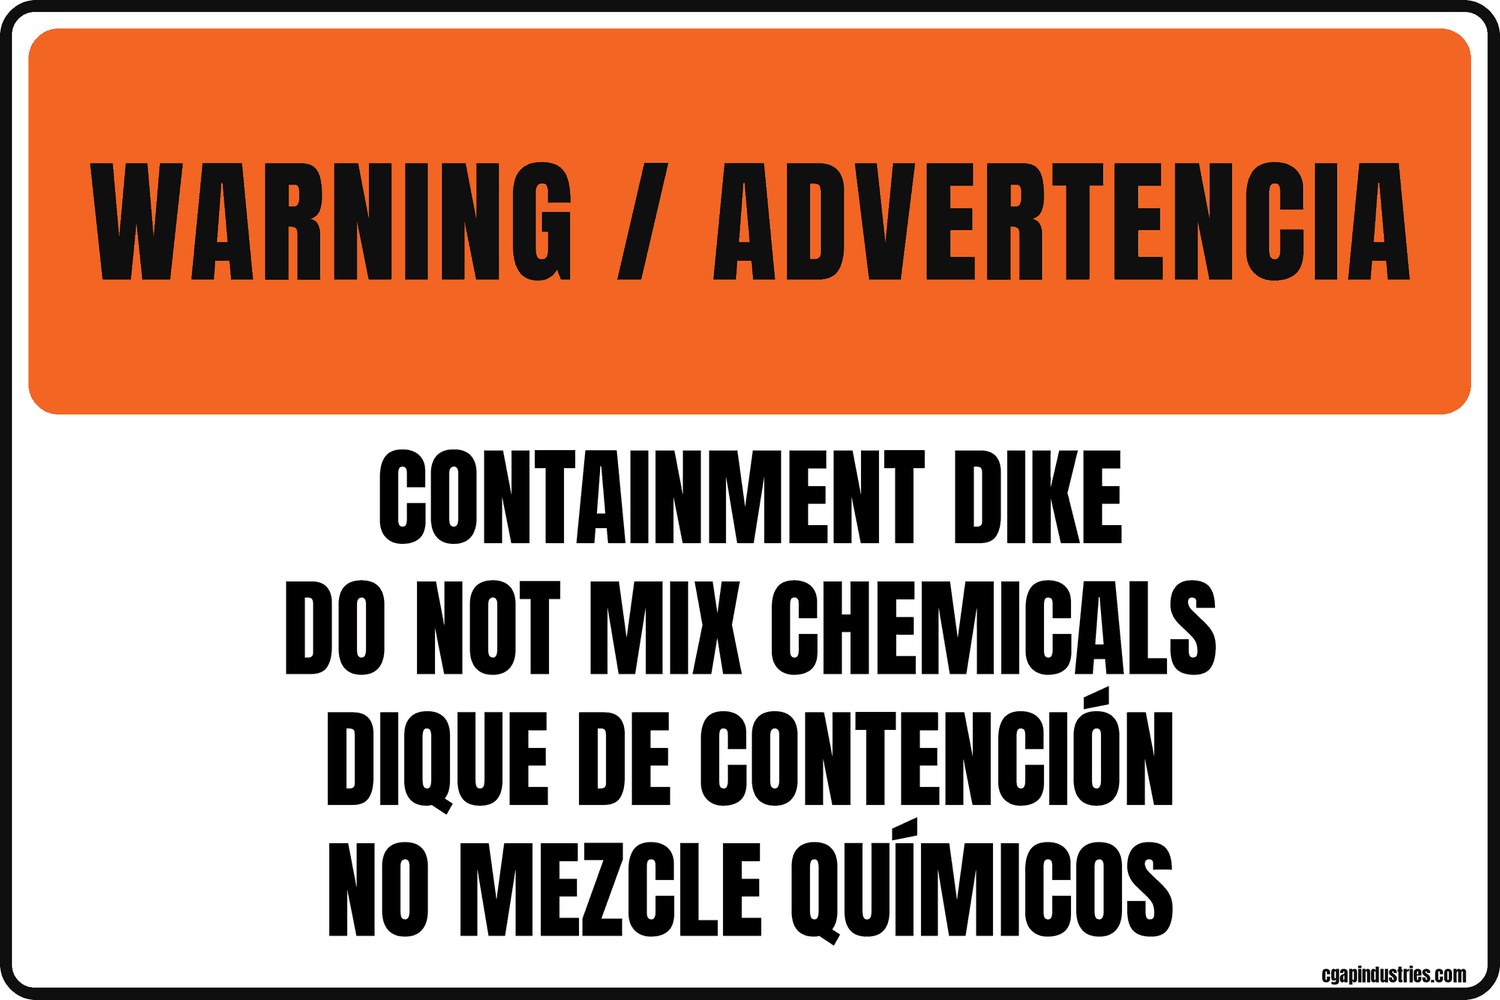 WARNING / ADVERTENCIA
CONTAINMENT DIKE
DO NOT MIX CHEMICALS
DIQUE DE CONTENCIÓN
NO MEZCLE QUÍMICOS
cgapindustries.com